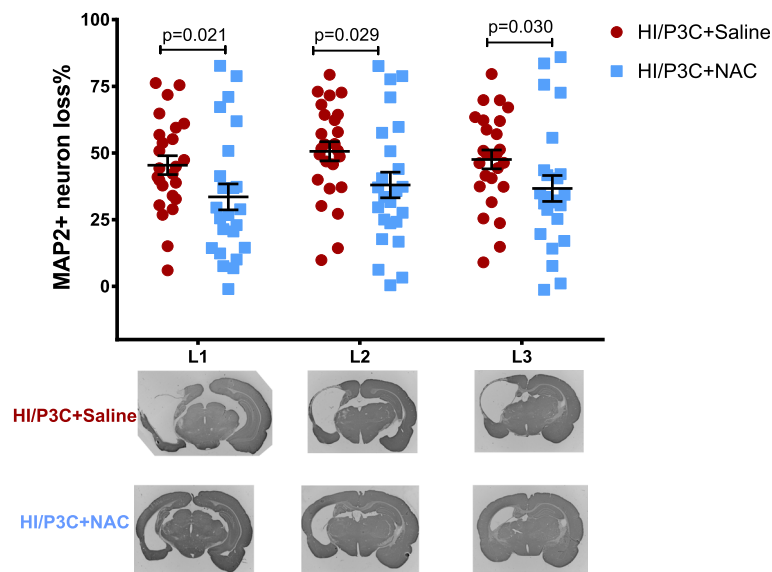 p=0.021
p=0.029
p=0.030
HI/P3C+Saline
HI/P3C+NAC
MAP2+ neuron loss%
100
75
50
25
0
L1
L2
L3
HI/P3C+Saline
HI/P3C+NAC